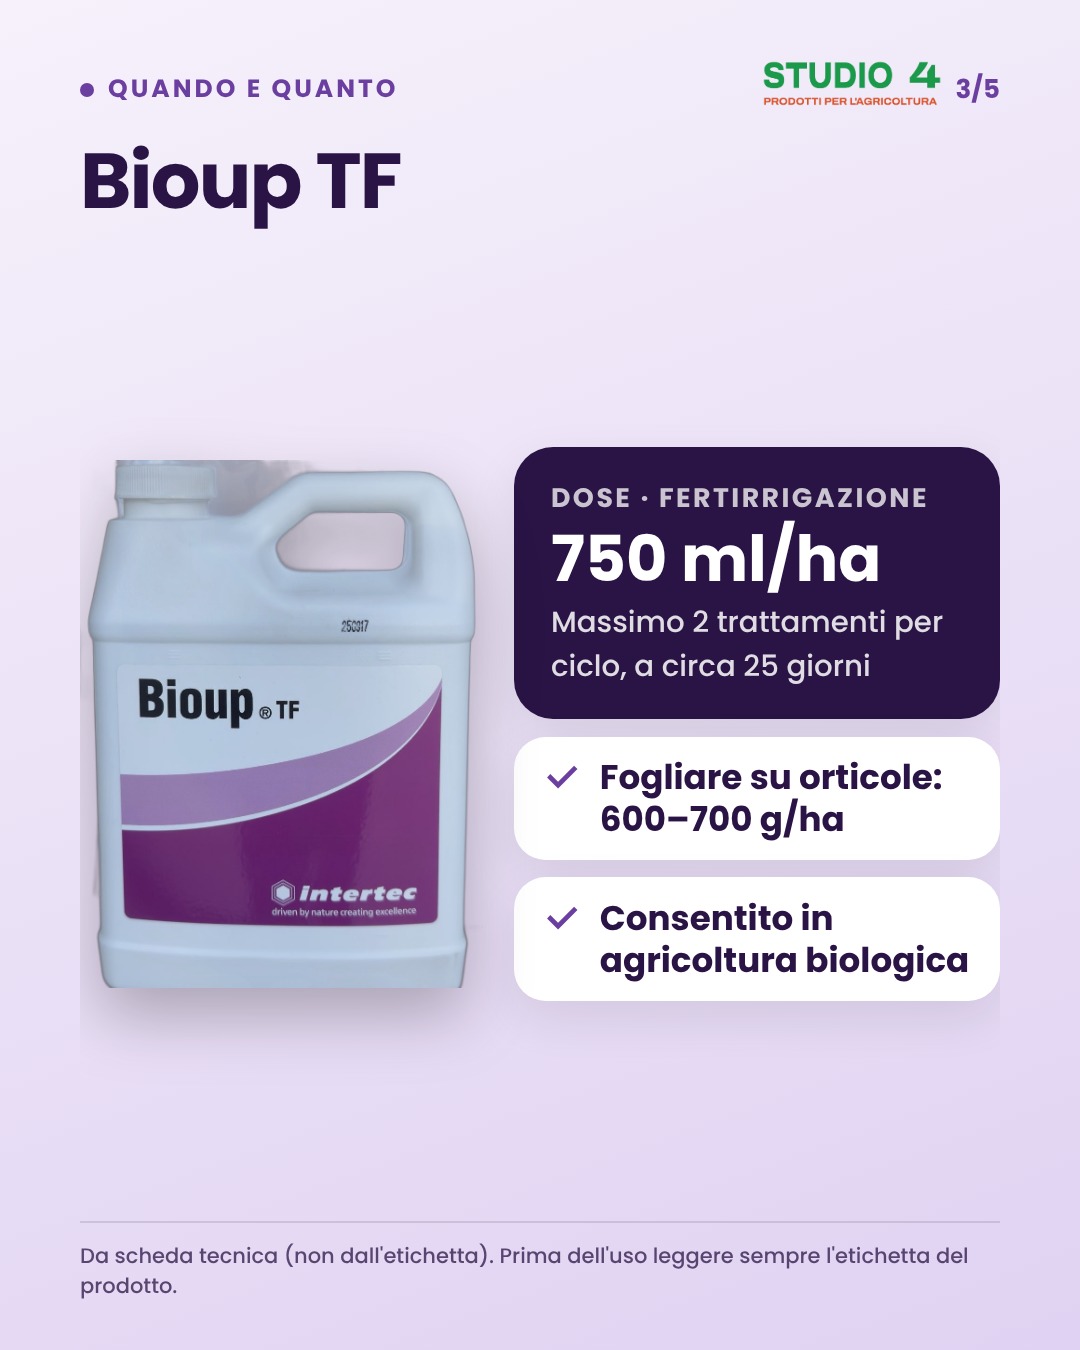 QUANDO E QUANTO
STUDIO 4
PRODOTTI PER L'AGRICOLTURA
3/5
Bioup TF
250317
Bioup® TF
intertec
driven by nature creating excellence
DOSE · FERTIRRIGAZIONE
750 ml/ha
Massimo 2 trattamenti per
ciclo, a circa 25 giorni
Fogliare su orticole:
600–700 g/ha
Consentito in
agricoltura biologica
Da scheda tecnica (non dall'etichetta). Prima dell'uso leggere sempre l'etichetta del
prodotto.